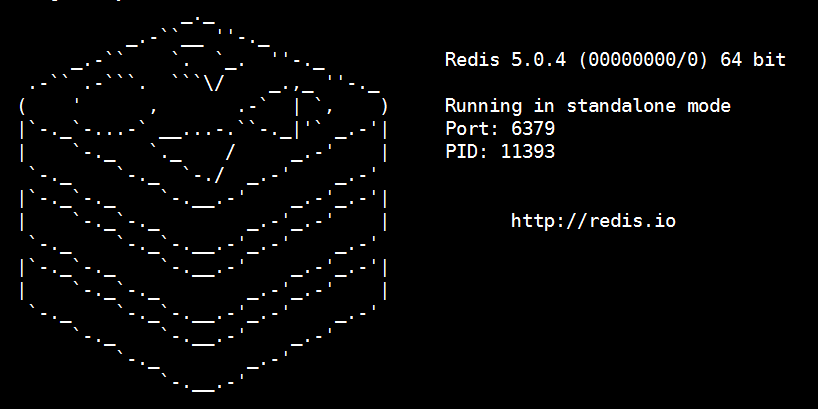 Redis 5.0.4 (00000000/0) 64 bit
Running in standalone mode
Port: 6379
PID: 11393
http://redis.io